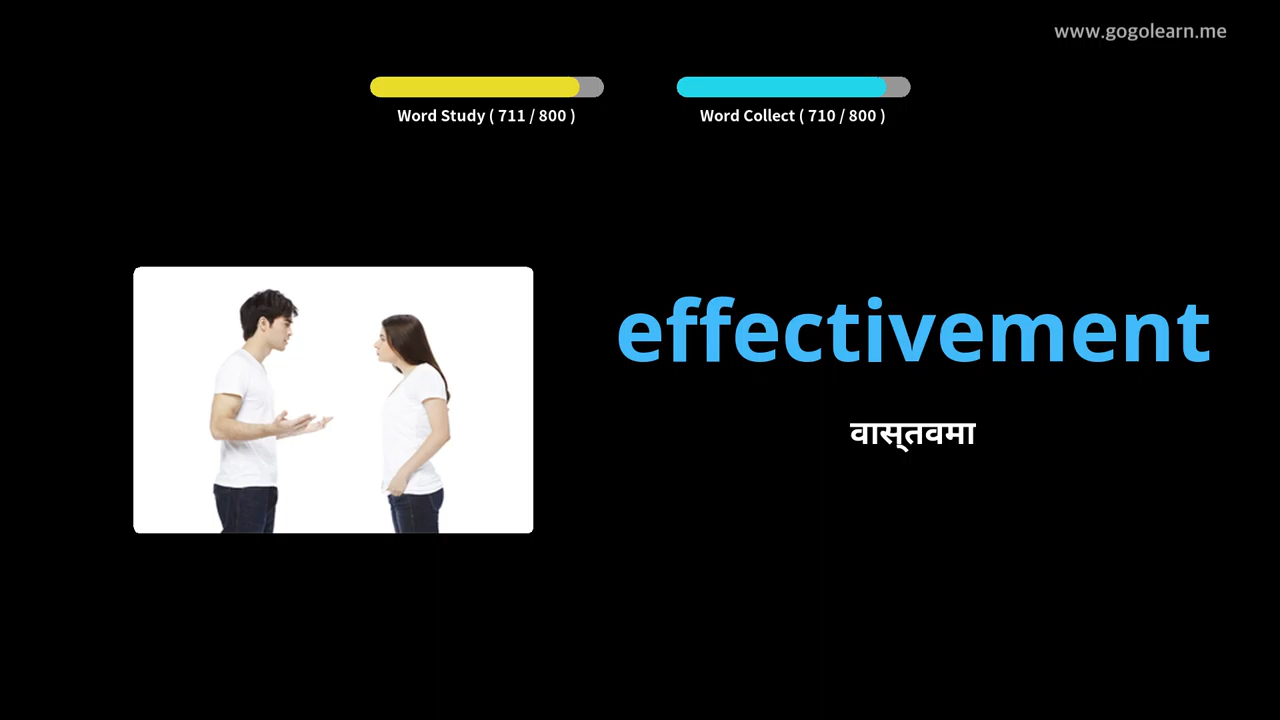 www.gogolearn.me
Word Study ( 711 / 800 )
Word Collect ( 710 / 800 )
effectivement
वास्तवमा